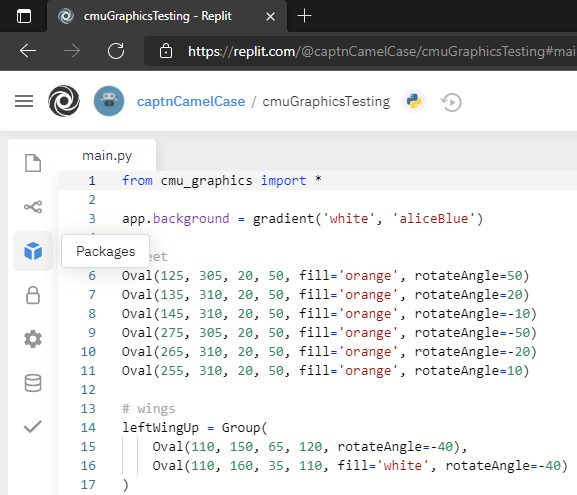 cmuGraphicsTesting - Replit
https://replit.com/@captnCamelCase/cmuGraphicsTesting#mai
captnCamelCase / cmuGraphicsTesting
main.py
1 from cmu_graphics import *
2
3 app.background = gradient('white', 'aliceBlue')
Packages
eet
6 Oval(125, 305, 20, 50, fill='orange', rotateAngle=50)
7 Oval(135, 310, 20, 50, fill='orange', rotateAngle=20)
8 Oval(145, 310, 20, 50, fill='orange', rotateAngle=-10)
9 Oval(275, 305, 20, 50, fill='orange', rotateAngle=-50)
10 Oval(265, 310, 20, 50, fill='orange', rotateAngle=-20)
11 Oval(255, 310, 20, 50, fill='orange', rotateAngle=10)
12
13 # wings
14 leftWingUp = Group(
15 Oval(110, 150, 65, 120, rotateAngle=-40),
16 Oval(110, 160, 35, 110, fill='white', rotateAngle=-40)
17 )